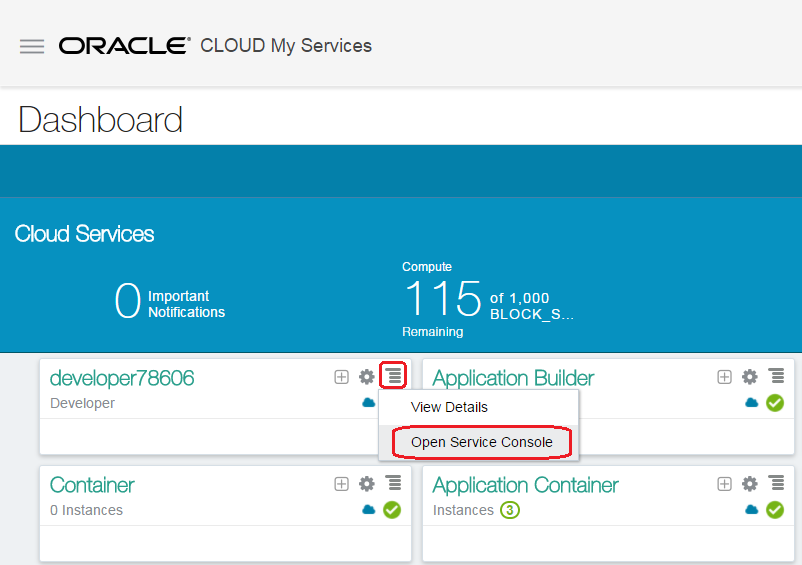 ORACLE® CLOUD My Services
Dashboard
Cloud Services
0 Important
Notifications
Compute
115 of 1,000
BLOCK_S...
Remaining
developer78606
Developer
Application Builder
View Details
Open Service Console
Container
0 Instances
Application Container
Instances 3